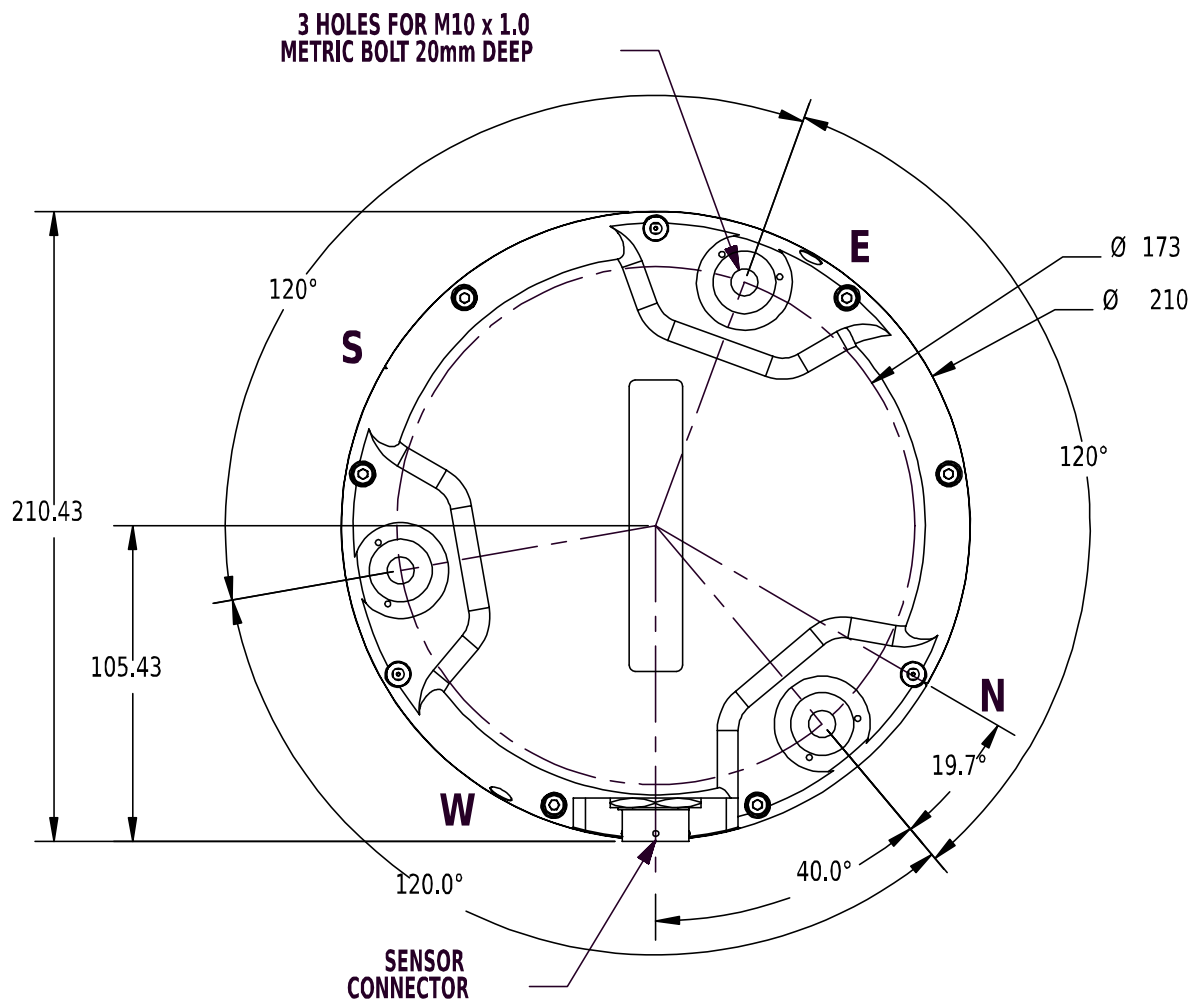 3 HOLES FOR M10 x 1.0
METRIC BOLT 20mm DEEP
E
Ø 173
120°
Ø 210
S
120°
210.43
105.43
N
19.7°
W
40.0°
120.0°
SENSOR
CONNECTOR